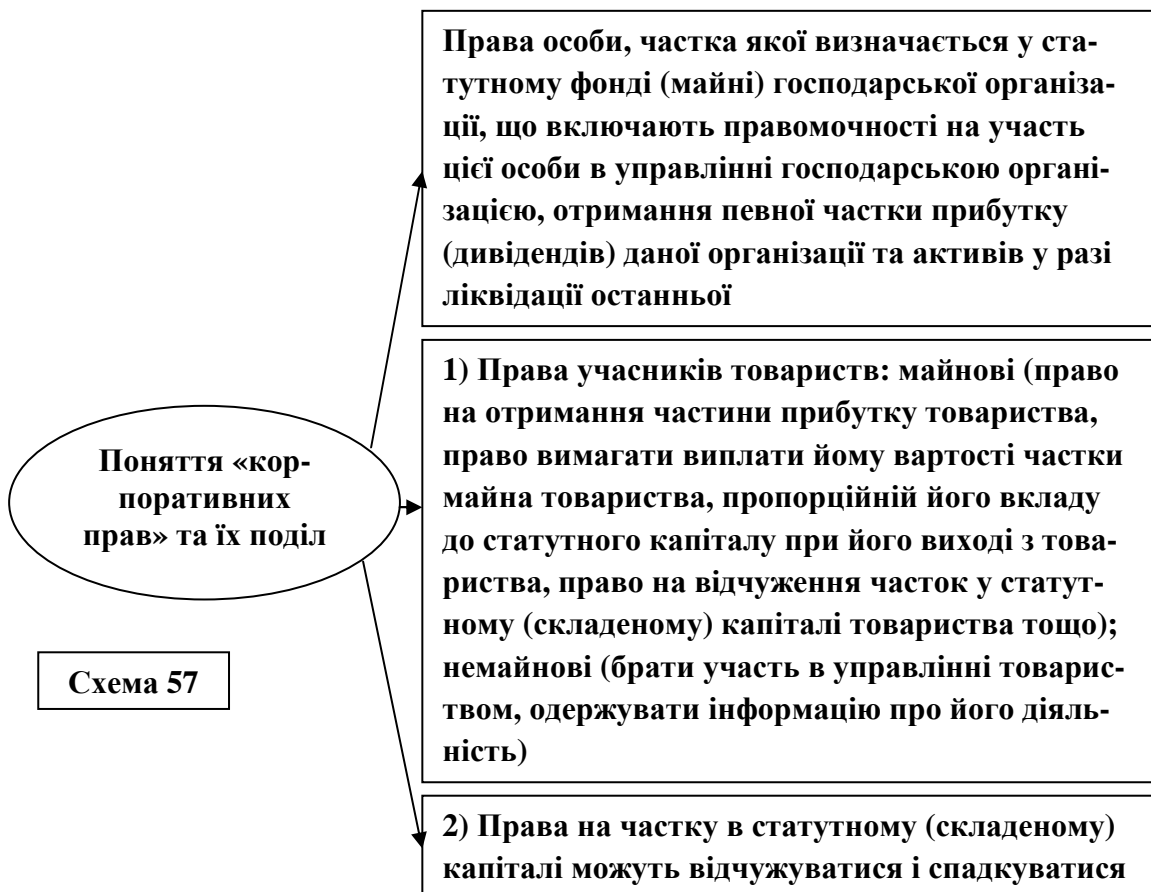 Права особи, частка якої визначається у ста-
тутному фонді (майні) господарської організа-
ції, що включають правомочності на участь
цієї особи в управлінні господарською органі-
зацією, отримання певної частки прибутку
(дивідендів) даної організації та активів у разі
ліквідації останньої
Поняття «кор-
поративних
прав» та їх поділ
1) Права учасників товариств: майнові (право
на отримання частини прибутку товариства,
право вимагати виплати йому вартості частки
майна товариства, пропорційній його вкладу
до статутного капіталу при його виході з това-
риства, право на відчуження часток у статут-
ному (складеному) капіталі товариства тощо);
немайнові (брати участь в управлінні товарис-
твом, одержувати інформацію про його діяль-
ність)
Схема 57
2) Права на частку в статутному (складеному)
капіталі можуть відчужуватися і спадкуватися